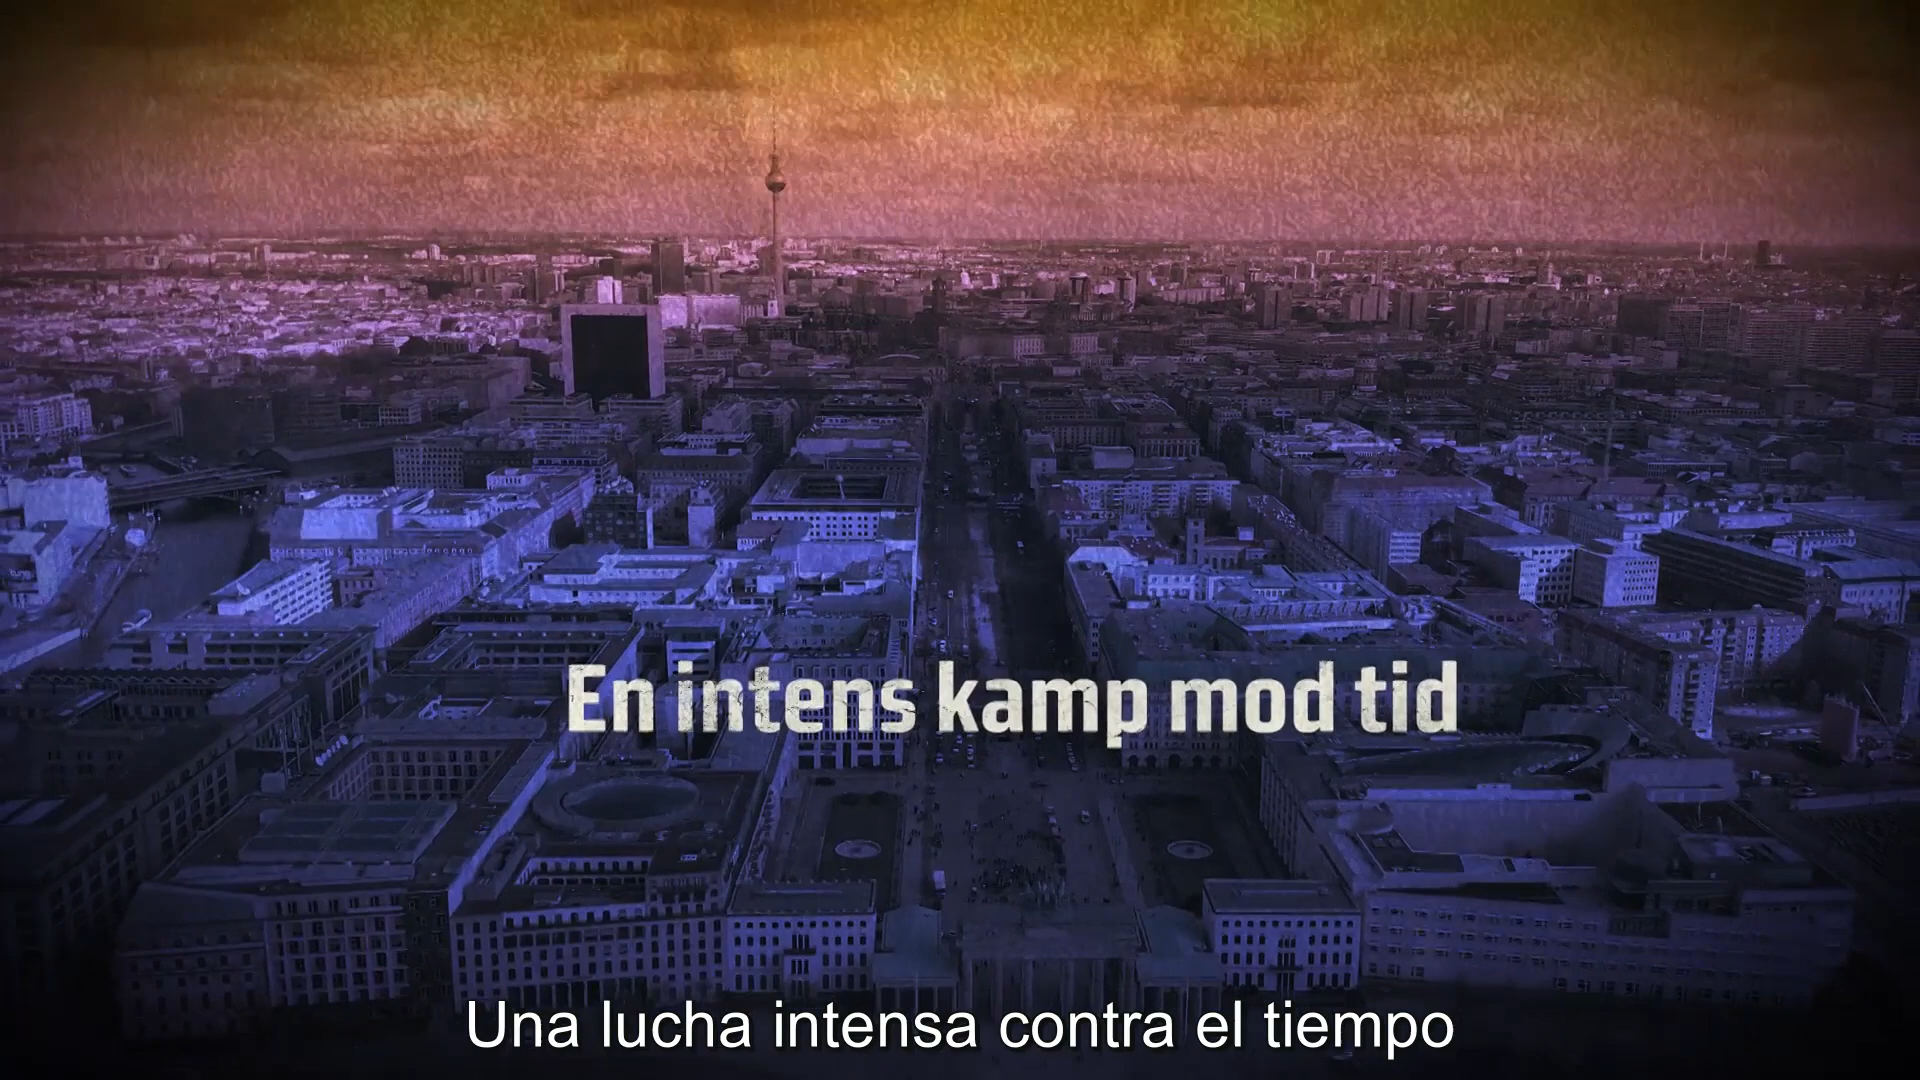 En intens kamp mod tid
Una lucha intensa contra el tiempo